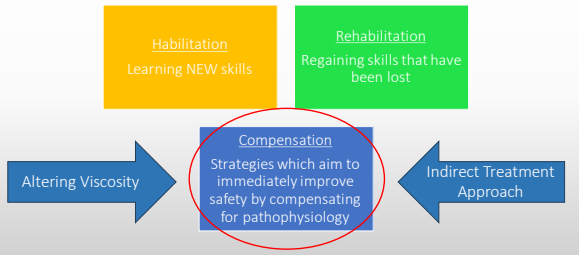 Habilitation
Learning NEW skills
Rehabilitation
Regaining skills that have
been lost
Altering Viscosity
Compensation
Strategies which aim to
immediately improve
safety by compensating
for pathophysiology
Indirect Treatment
Approach